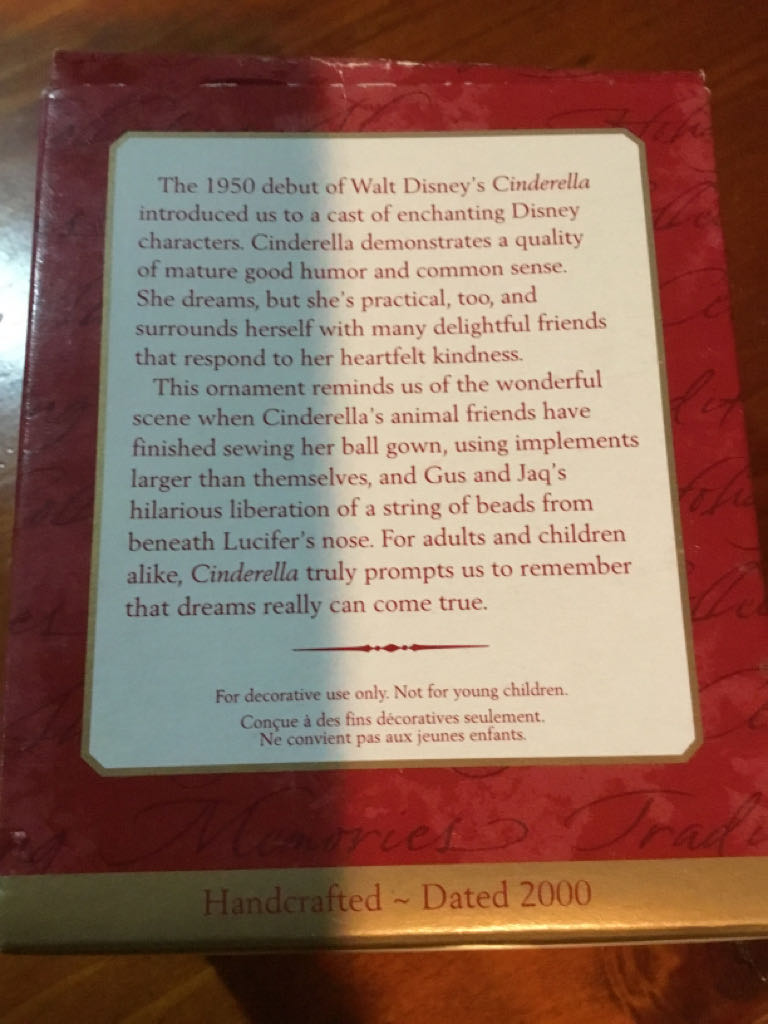 The 1950 debut of Walt Disney's Cinderella
introduced us to a cast of enchanting Disney
characters. Cinderella demonstrates a quality
of mature good humor and common sense.
She dreams, but she's practical, too, and
surrounds herself with many delightful friends
that respond to her heartfelt kindness.
This ornament reminds us of the wonderful
scene when Cinderella's animal friends have
finished sewing her ball gown, using implements
larger than themselves, and Gus and Jaq's
hilarious liberation of a string of beads from
beneath Lucifer's nose. For adults and children
alike, Cinderella truly prompts us to remember
that dreams really can come true.
For decorative use only. Not for young children.
Conçue à des fins décoratives seulement.
Ne convient pas aux jeunes enfants.
Memories
Handcrafted ~ Dated 2000